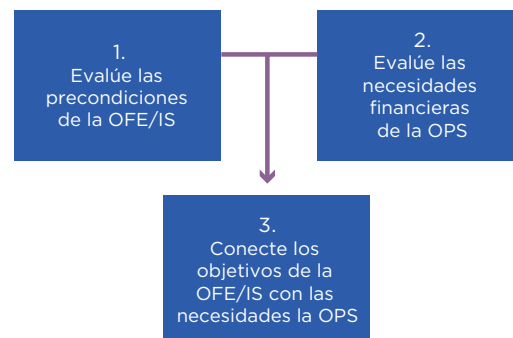 1.
Evalúe las
precondiciones
de la OFE/IS
2.
Evalúe las
necesidades
financieras
de la OPS
3.
Conecte los
objetivos de la
OFE/IS con las
necesidades la OPS